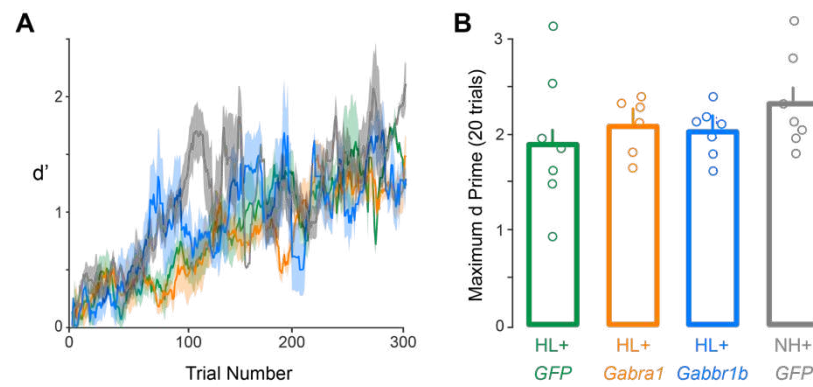 A
2
1
0
d'
0
100
200
300
Trial Number
B
3
2
1
0
Maximum d Prime (20 trials)
HL+ HL+ HL+ NH+
GFP Gabra1 Gabbr1b GFP